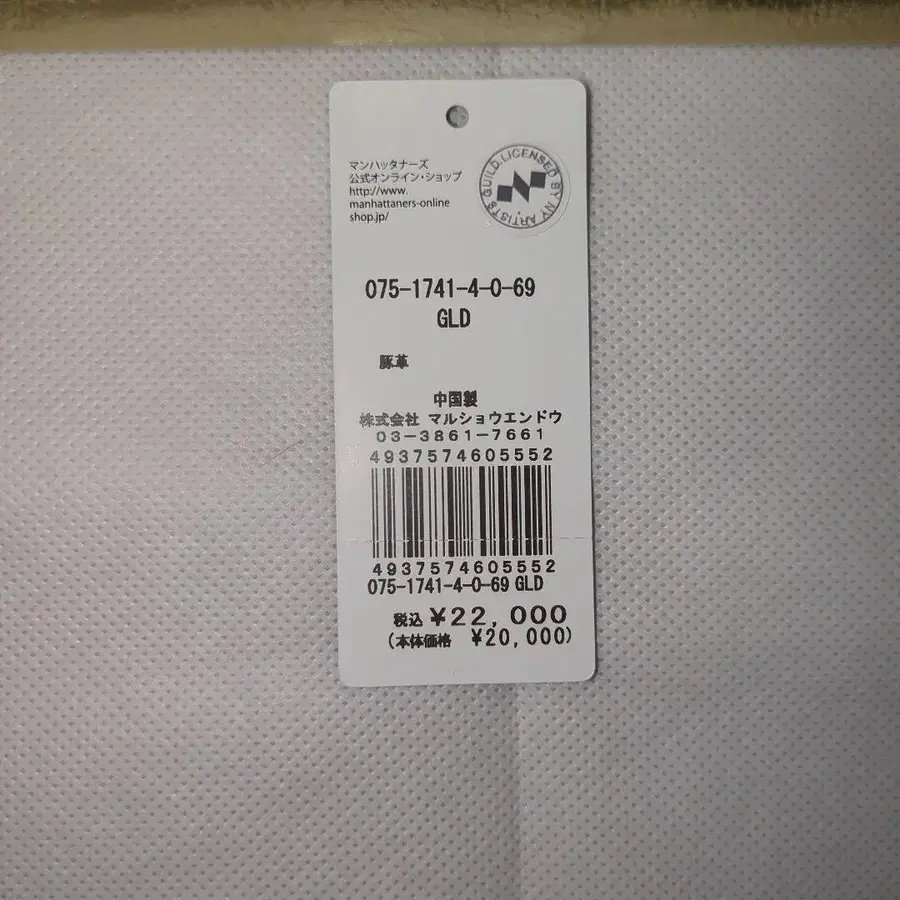 マンハッタナーズ
公式オンライン・ショップ
http://www.
manhattaners-online
shop.jp/
GUILD. LICENSED BY NY ARTISTS
075-1741-4-0-69
GLD
豚革
中国製
株式会社 マルショウエンドウ
03-3861-7661
4937574605552
4937574605552
075-1741-4-0-69 GLD
税込 ¥22,000
(本体価格 ¥20,000)